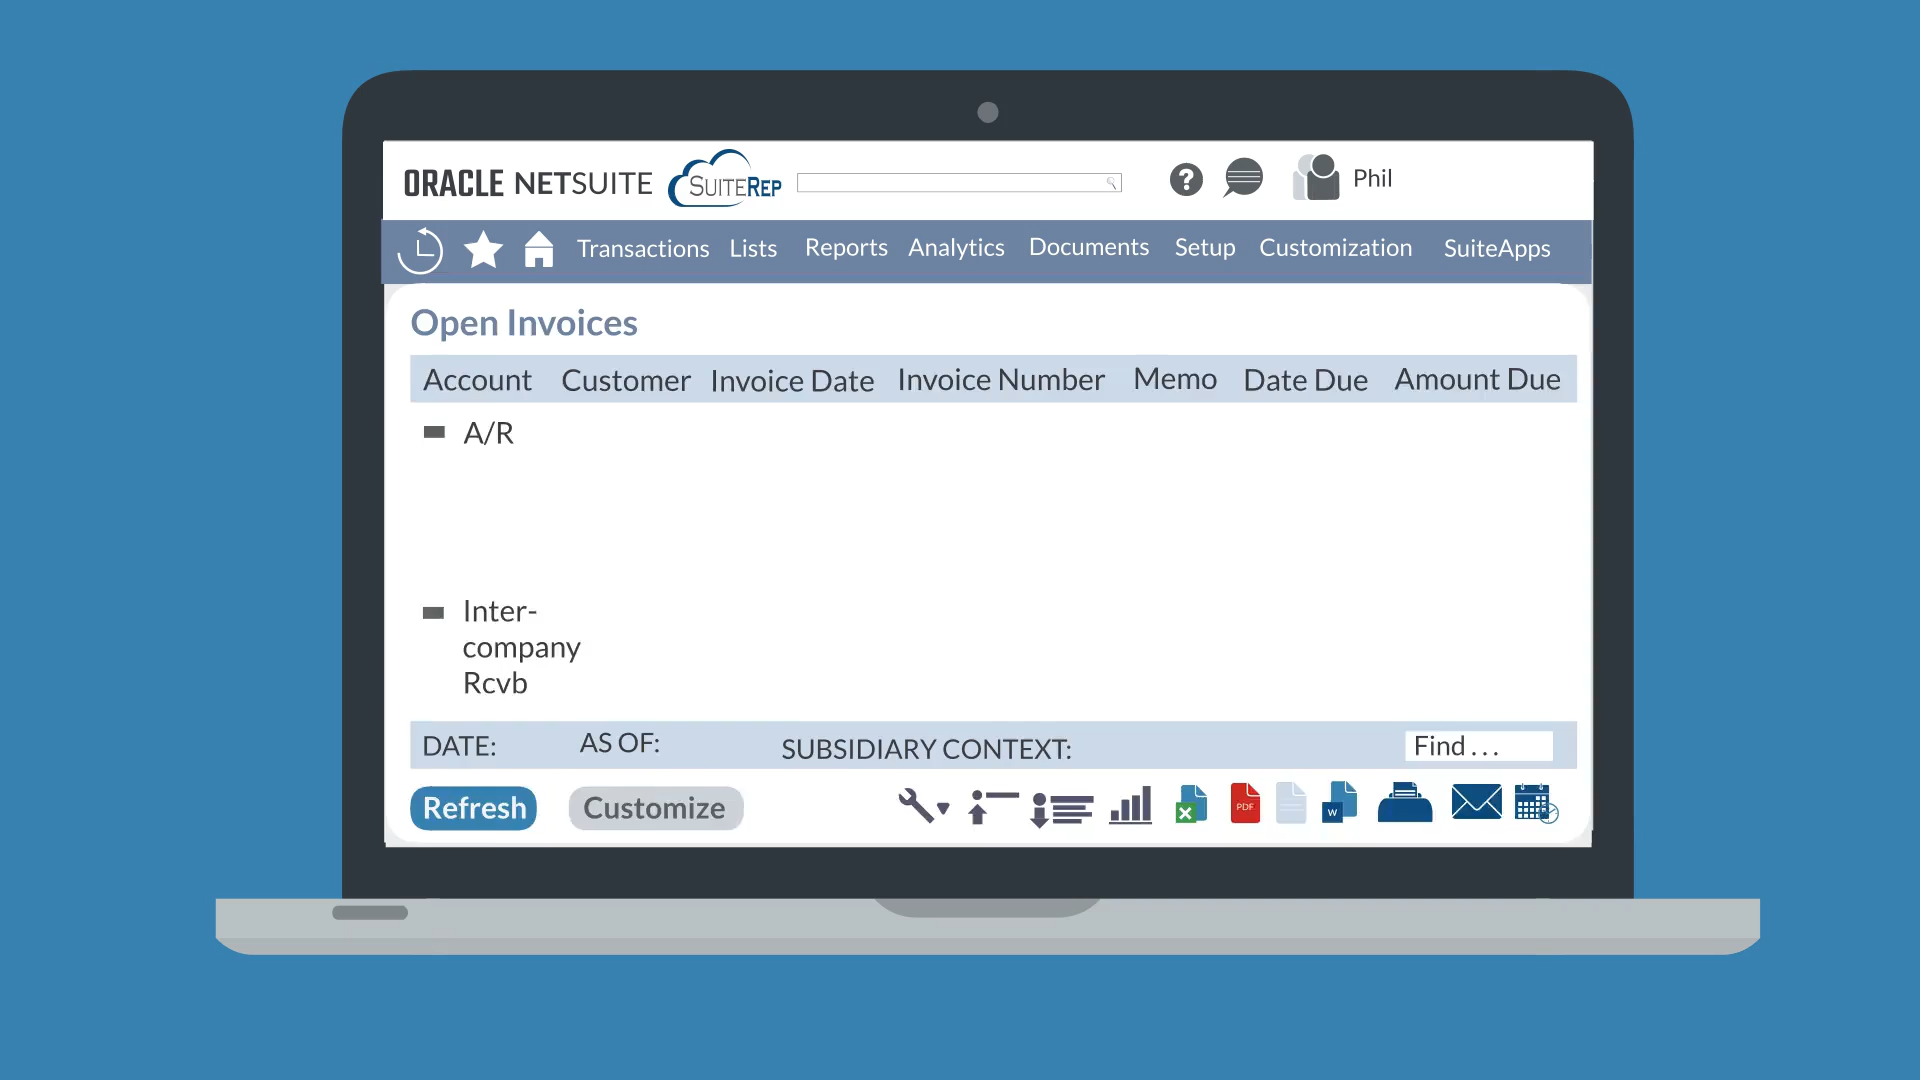 ORACLE NETSUITE SUITEREP Phil
Transactions Lists Reports Analytics Documents Setup Customization SuiteApps
Open Invoices
Account Customer Invoice Date Invoice Number Memo Date Due Amount Due
A/R
Inter-
company
Rcvb
DATE: AS OF: SUBSIDIARY CONTEXT: Find . . .
Refresh Customize X PDF W